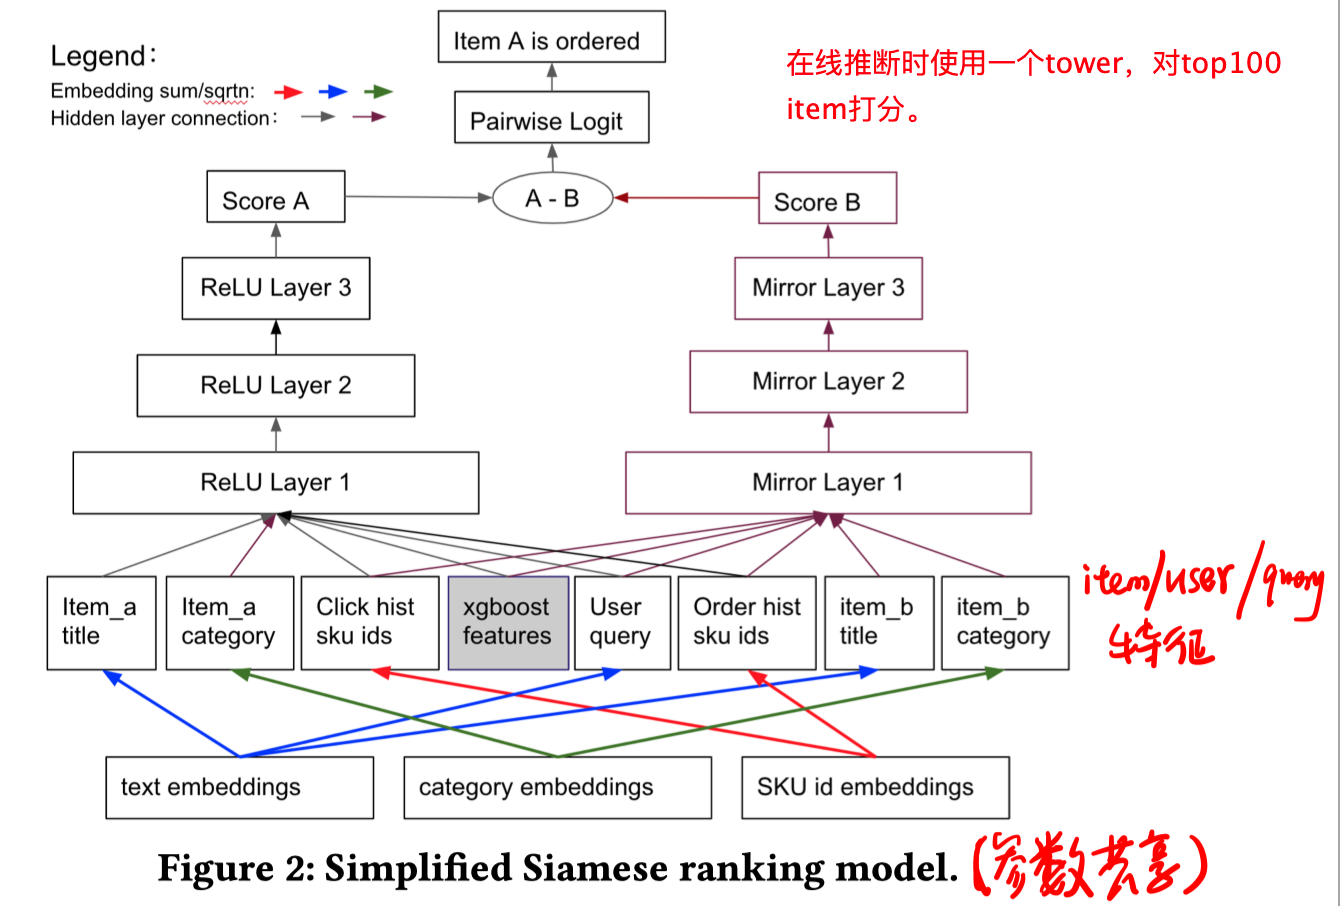 Legend：
Embedding sum/sqrtn:
Hidden layer connection：
Item A is ordered
Pairwise Logit
在线推断时使用一个tower，对top100
item打分。
Score A
A - B
Score B
ReLU Layer 3
Mirror Layer 3
ReLU Layer 2
Mirror Layer 2
ReLU Layer 1
Mirror Layer 1
Item_a
title
Item_a
category
Click hist
sku ids
xgboost
features
User
query
Order hist
sku ids
item_b
title
item_b
category
item/user/query
特征
text embeddings
category embeddings
SKU id embeddings
Figure 2: Simplified Siamese ranking model. (参数共享)